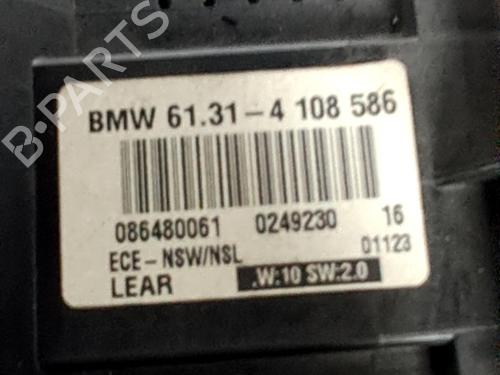 BMW 61.31-4 108 586
086480061 0249230 16
ECE-NSW/NSL 01123
LEAR .W:10 SW:2.0
B-PARTS